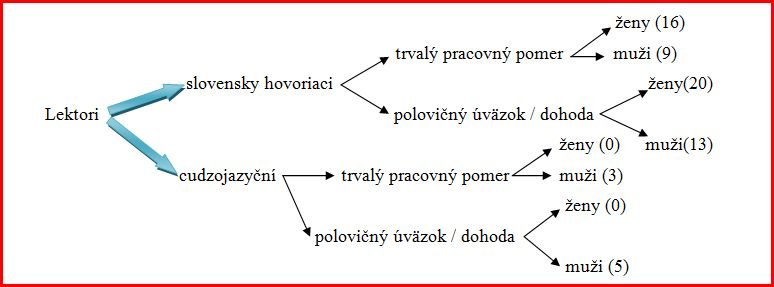 ženy (16)
trvalý pracovný pomer
muži (9)
slovensky hovoriaci
ženy(20)
Lektori
polovičný úväzok / dohoda
muži(13)
ženy (0)
cudzojazyční
trvalý pracovný pomer
muži (3)
ženy (0)
polovičný úväzok / dohoda
muži (5)